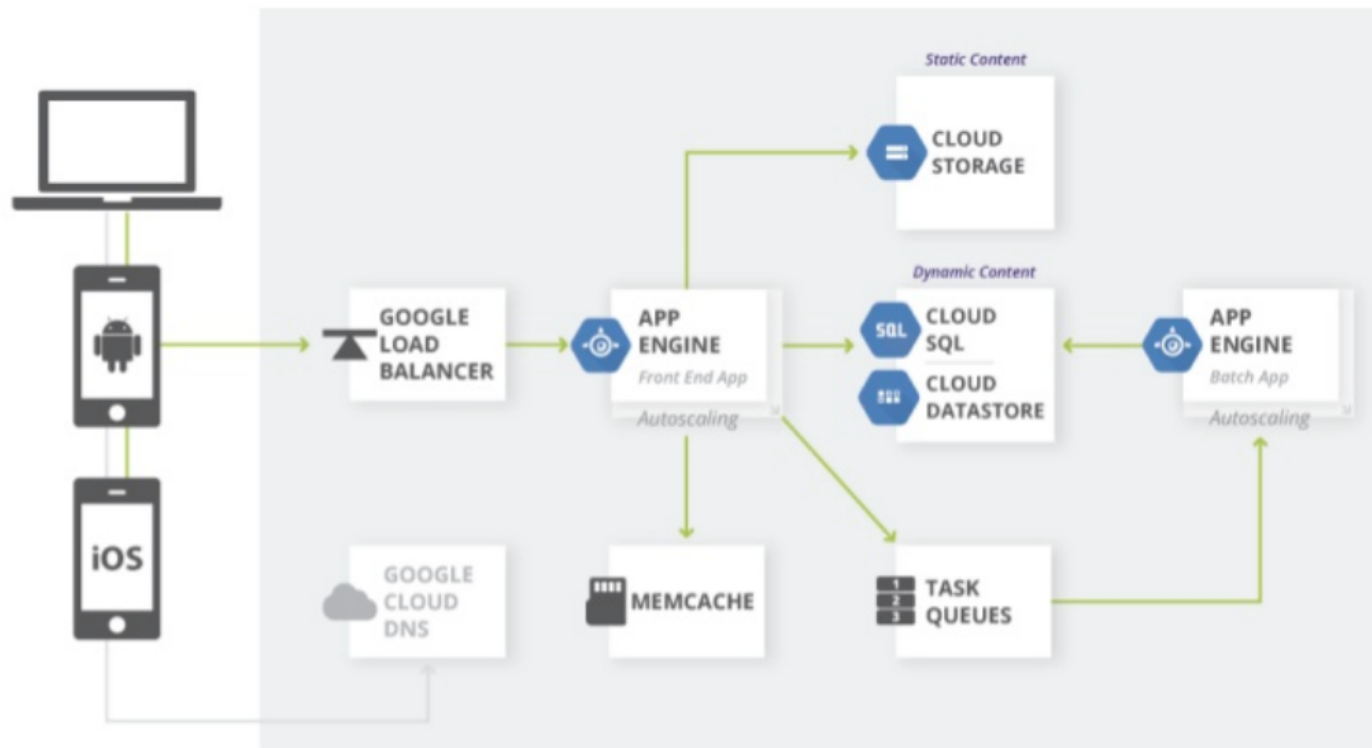 Static Content
CLOUD
STORAGE
Dynamic Content
GOOGLE
LOAD
BALANCER
APP
ENGINE
Front End App
Autoscaling
SQL
CLOUD
SQL
CLOUD
DATASTORE
APP
ENGINE
Batch App
Autoscaling
iOS
GOOGLE
CLOUD
DNS
MEMCACHE
1
2
3
TASK
QUEUES